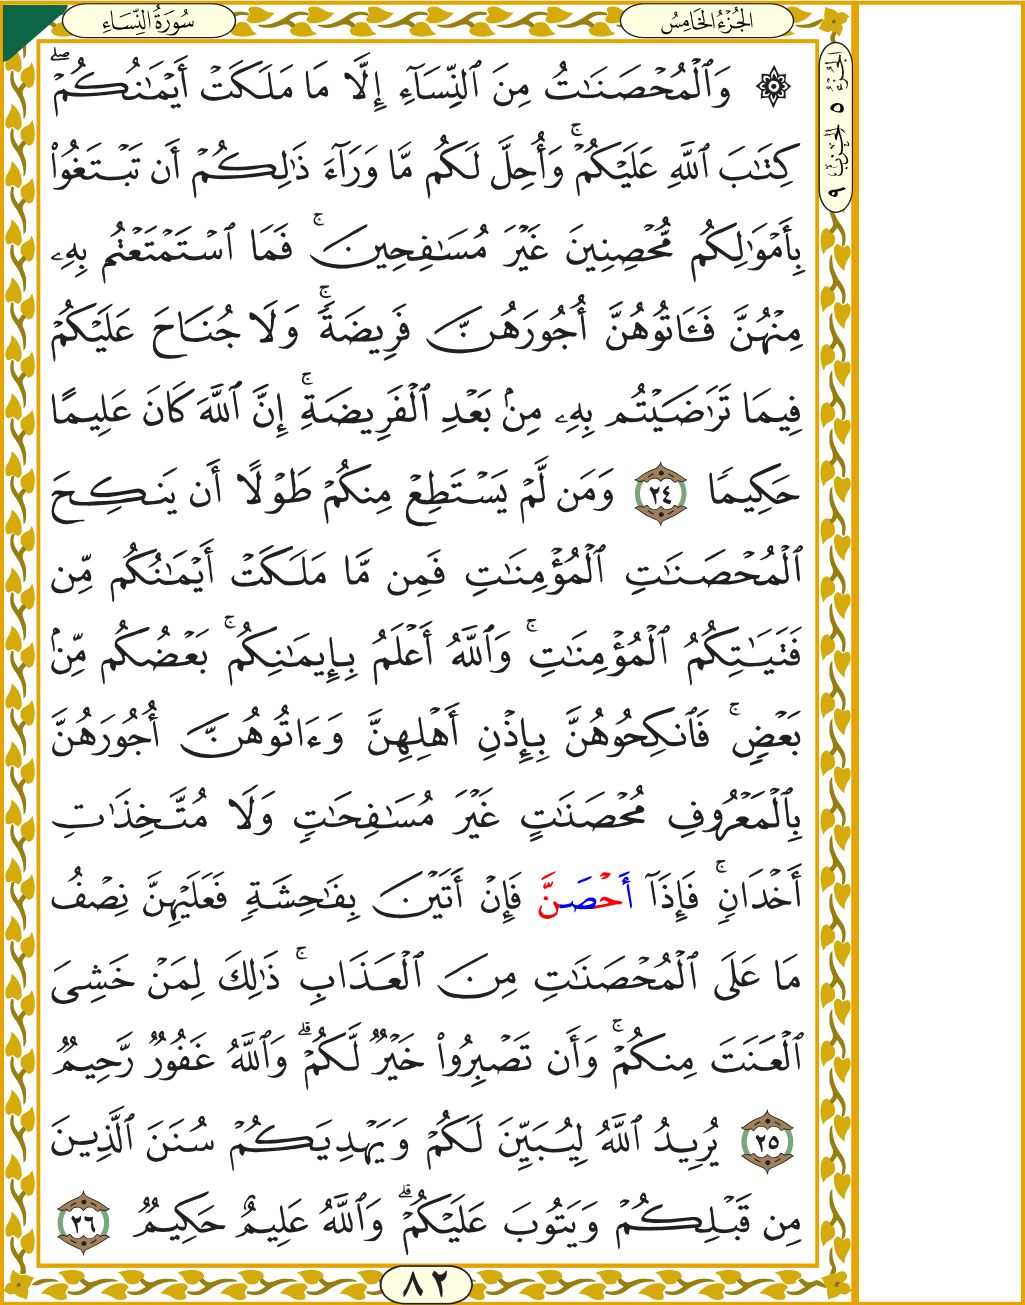 سُورَةُ النِّسَاءِ
الجُزْءُ الخَامِسُ
الجُزْءُ ٥ الحِزْبُ ٩
۞ وَٱلْمُحْصَنَٰتُ مِنَ ٱلنِّسَآءِ إِلَّا مَا مَلَكَتْ أَيْمَٰنُكُمْۖ
كِتَٰبَ ٱللَّهِ عَلَيْكُمْۚ وَأُحِلَّ لَكُم مَّا وَرَآءَ ذَٰلِكُمْ أَن تَبْتَغُوا۟
بِأَمْوَٰلِكُم مُّحْصِنِينَ غَيْرَ مُسَٰفِحِينَۚ فَمَا ٱسْتَمْتَعْتُم بِهِۦ
مِنْهُنَّ فَـَٔاتُوهُنَّ أُجُورَهُنَّ فَرِيضَةًۚ وَلَا جُنَاحَ عَلَيْكُمْ
فِيمَا تَرَٰضَيْتُم بِهِۦ مِنۢ بَعْدِ ٱلْفَرِيضَةِۚ إِنَّ ٱللَّهَ كَانَ عَلِيمًا
حَكِيمًا ٢٤ وَمَن لَّمْ يَسْتَطِعْ مِنكُمْ طَوْلًا أَن يَنكِحَ
ٱلْمُحْصَنَٰتِ ٱلْمُؤْمِنَٰتِ فَمِن مَّا مَلَكَتْ أَيْمَٰنُكُم مِّن
فَتَيَٰتِكُمُ ٱلْمُؤْمِنَٰتِۚ وَٱللَّهُ أَعْلَمُ بِإِيمَٰنِكُمۚ بَعْضُكُم مِّنۢ
بَعْضٍۚ فَٱنكِحُوهُنَّ بِإِذْنِ أَهْلِهِنَّ وَءَاتُوهُنَّ أُجُورَهُنَّ
بِٱلْمَعْرُوفِ مُحْصَنَٰتٍ غَيْرَ مُسَٰفِحَٰتٍ وَلَا مُتَّخِذَٰتِ
أَخْدَانٍۚ فَإِذَآ أَحْصَنَّ فَإِنْ أَتَيْنَ بِفَٰحِشَةٍ فَعَلَيْهِنَّ نِصْفُ
مَا عَلَى ٱلْمُحْصَنَٰتِ مِنَ ٱلْعَذَابِۚ ذَٰلِكَ لِمَنْ خَشِىَ
ٱلْعَنَتَ مِنكُمْۚ وَأَن تَصْبِرُوا۟ خَيْرٌ لَّكُمْۗ وَٱللَّهُ غَفُورٌ رَّحِيمٌ
٢٥ يُرِيدُ ٱللَّهُ لِيُبَيِّنَ لَكُمْ وَيَهْدِيَكُمْ سُنَنَ ٱلَّذِينَ
مِن قَبْلِكُمْ وَيَتُوبَ عَلَيْكُمْۗ وَٱللَّهُ عَلِيمٌ حَكِيمٌ ٢٦
٨٢